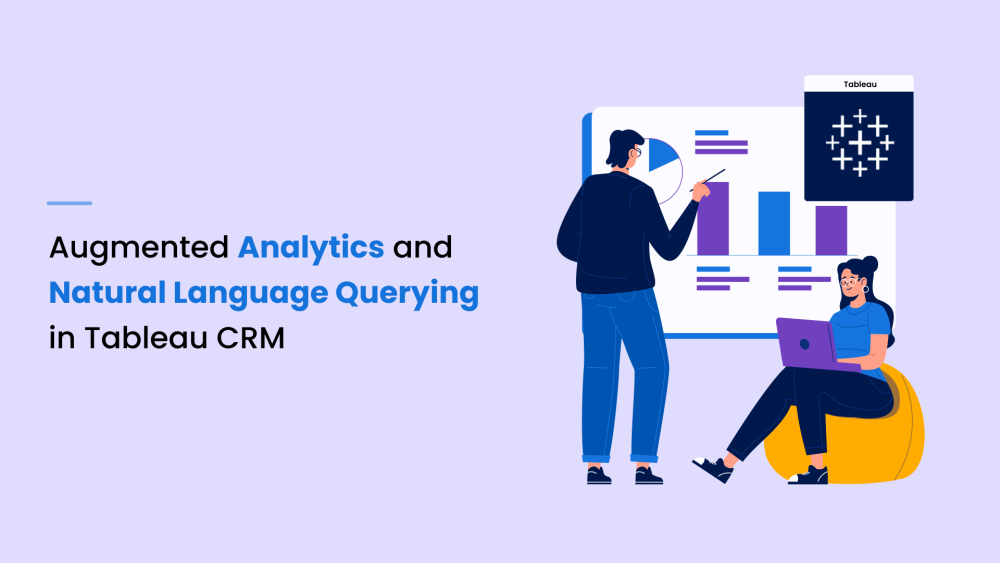 Augmented Analytics and
Natural Language Querying
in Tableau CRM
Tableau